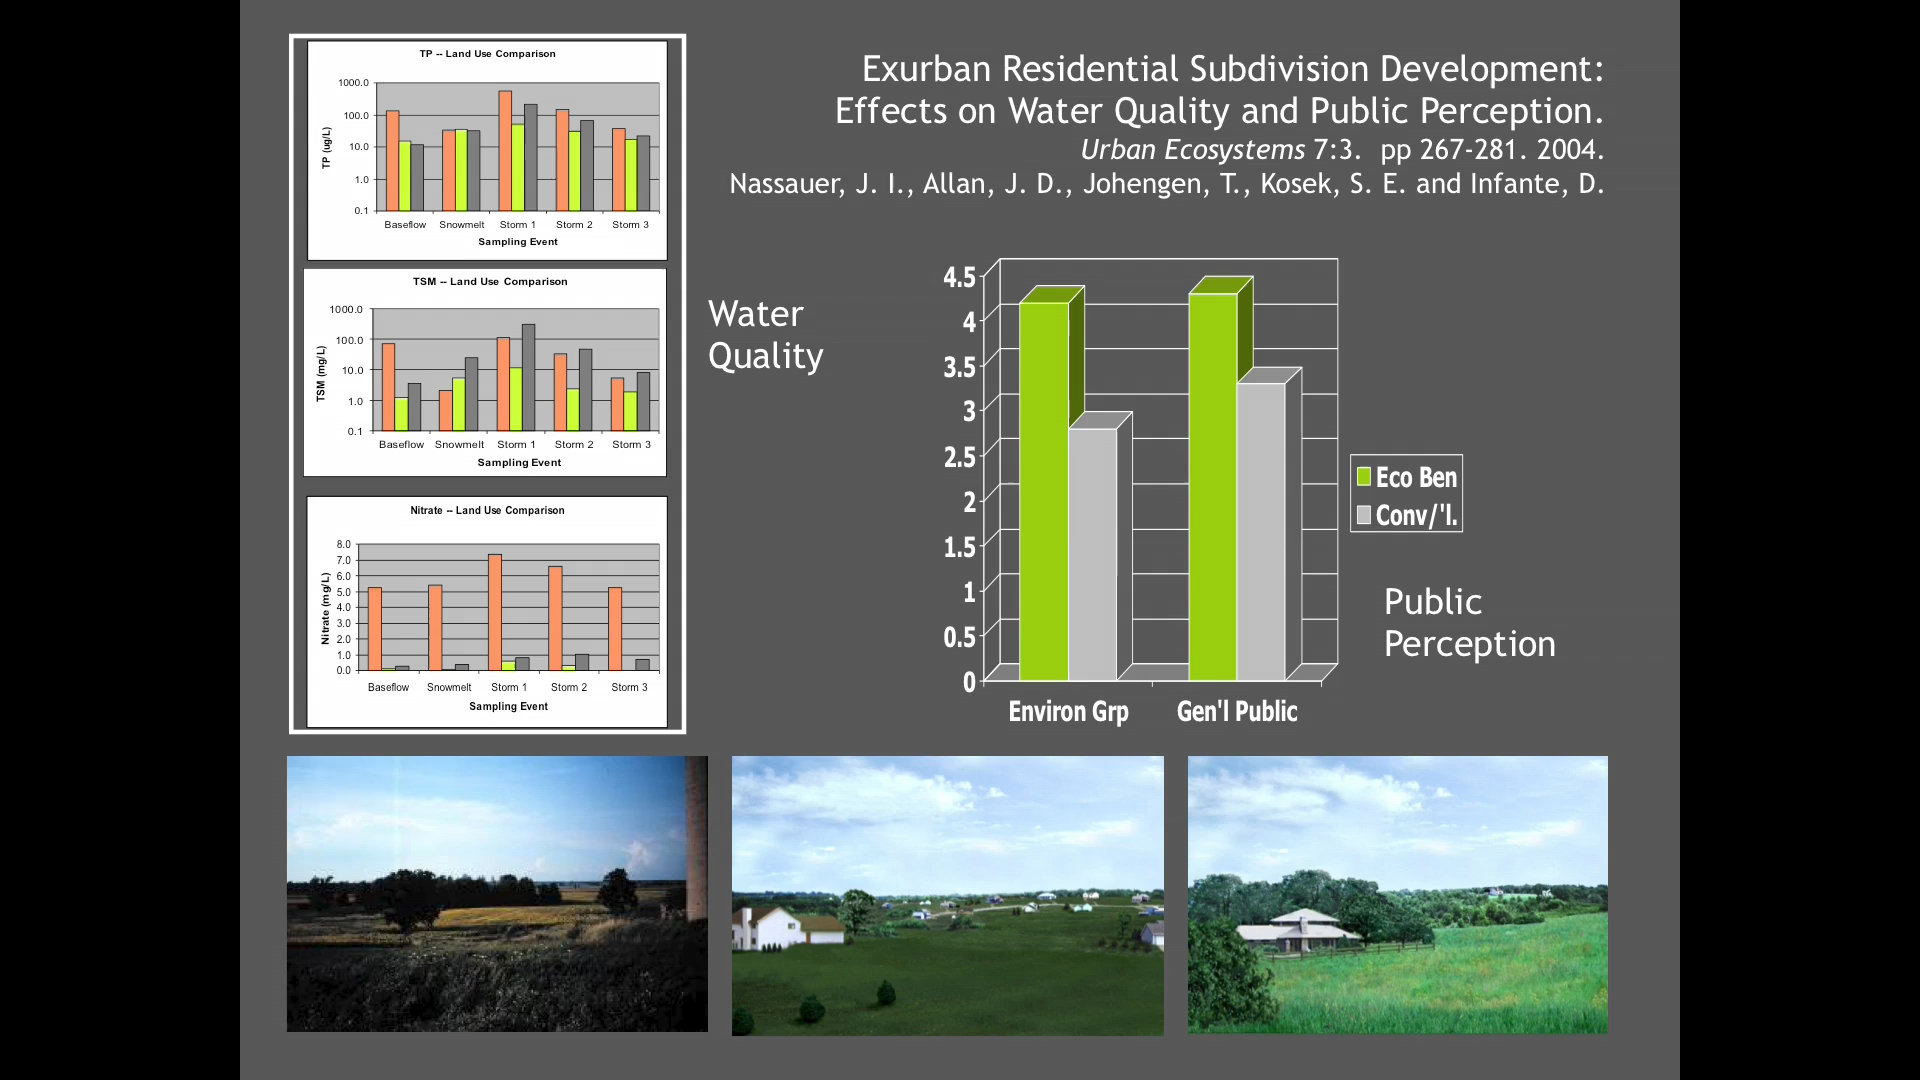 Exurban Residential Subdivision Development:
Effects on Water Quality and Public Perception.
Urban Ecosystems 7:3. pp 267-281. 2004.
Nassauer, J. I., Allan, J. D., Johengen, T., Kosek, S. E. and Infante, D.
TP -- Land Use Comparison
TP (ug/L)
1000.0
100.0
10.0
1.0
0.1
Baseflow Snowmelt Storm 1 Storm 2 Storm 3
Sampling Event
TSM -- Land Use Comparison
TSM (mg/L)
1000.0
100.0
10.0
1.0
0.1
Baseflow Snowmelt Storm 1 Storm 2 Storm 3
Sampling Event
Nitrate -- Land Use Comparison
Nitrate (mg/L)
8.0
7.0
6.0
5.0
4.0
3.0
2.0
1.0
0.0
Baseflow Snowmelt Storm 1 Storm 2 Storm 3
Sampling Event
Water
Quality
4.5
4
3.5
3
2.5
2
1.5
1
0.5
0
Environ Grp Gen'l Public
Eco Ben
Conv/'l.
Public
Perception